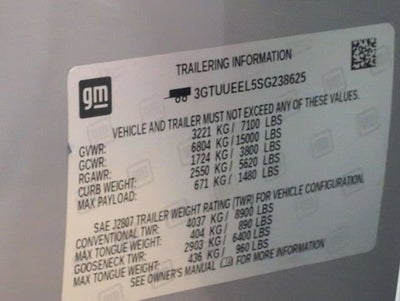 gm
TRAILERING INFORMATION
3GTUUEEL5SG238625
VEHICLE AND TRAILER MUST NOT EXCEED ANY OF THESE VALUES.
GVWR: 3221 KG/ 7100 LBS
GCWR: 6804 KG/15000 LBS
RGAWR: 1724 KG/ 3800 LBS
CURB WEIGHT: 2550 KG/ 5620 LBS
MAX PAYLOAD: 671 KG/ 1480 LBS
SAE J2807 TRAILER WEIGHT RATING (TWR) FOR VEHICLE CONFIGURATION.
CONVENTIONAL TWR: 4037 KG/ 8900 LBS
MAX TONGUE WEIGHT: 404 KG/ 890 LBS
GOOSENECK TWR: 2903 KG/ 6400 LBS
MAX TONGUE WEIGHT: 436 KG/ 960 LBS
SEE OWNER'S MANUAL FOR MORE INFORMATION